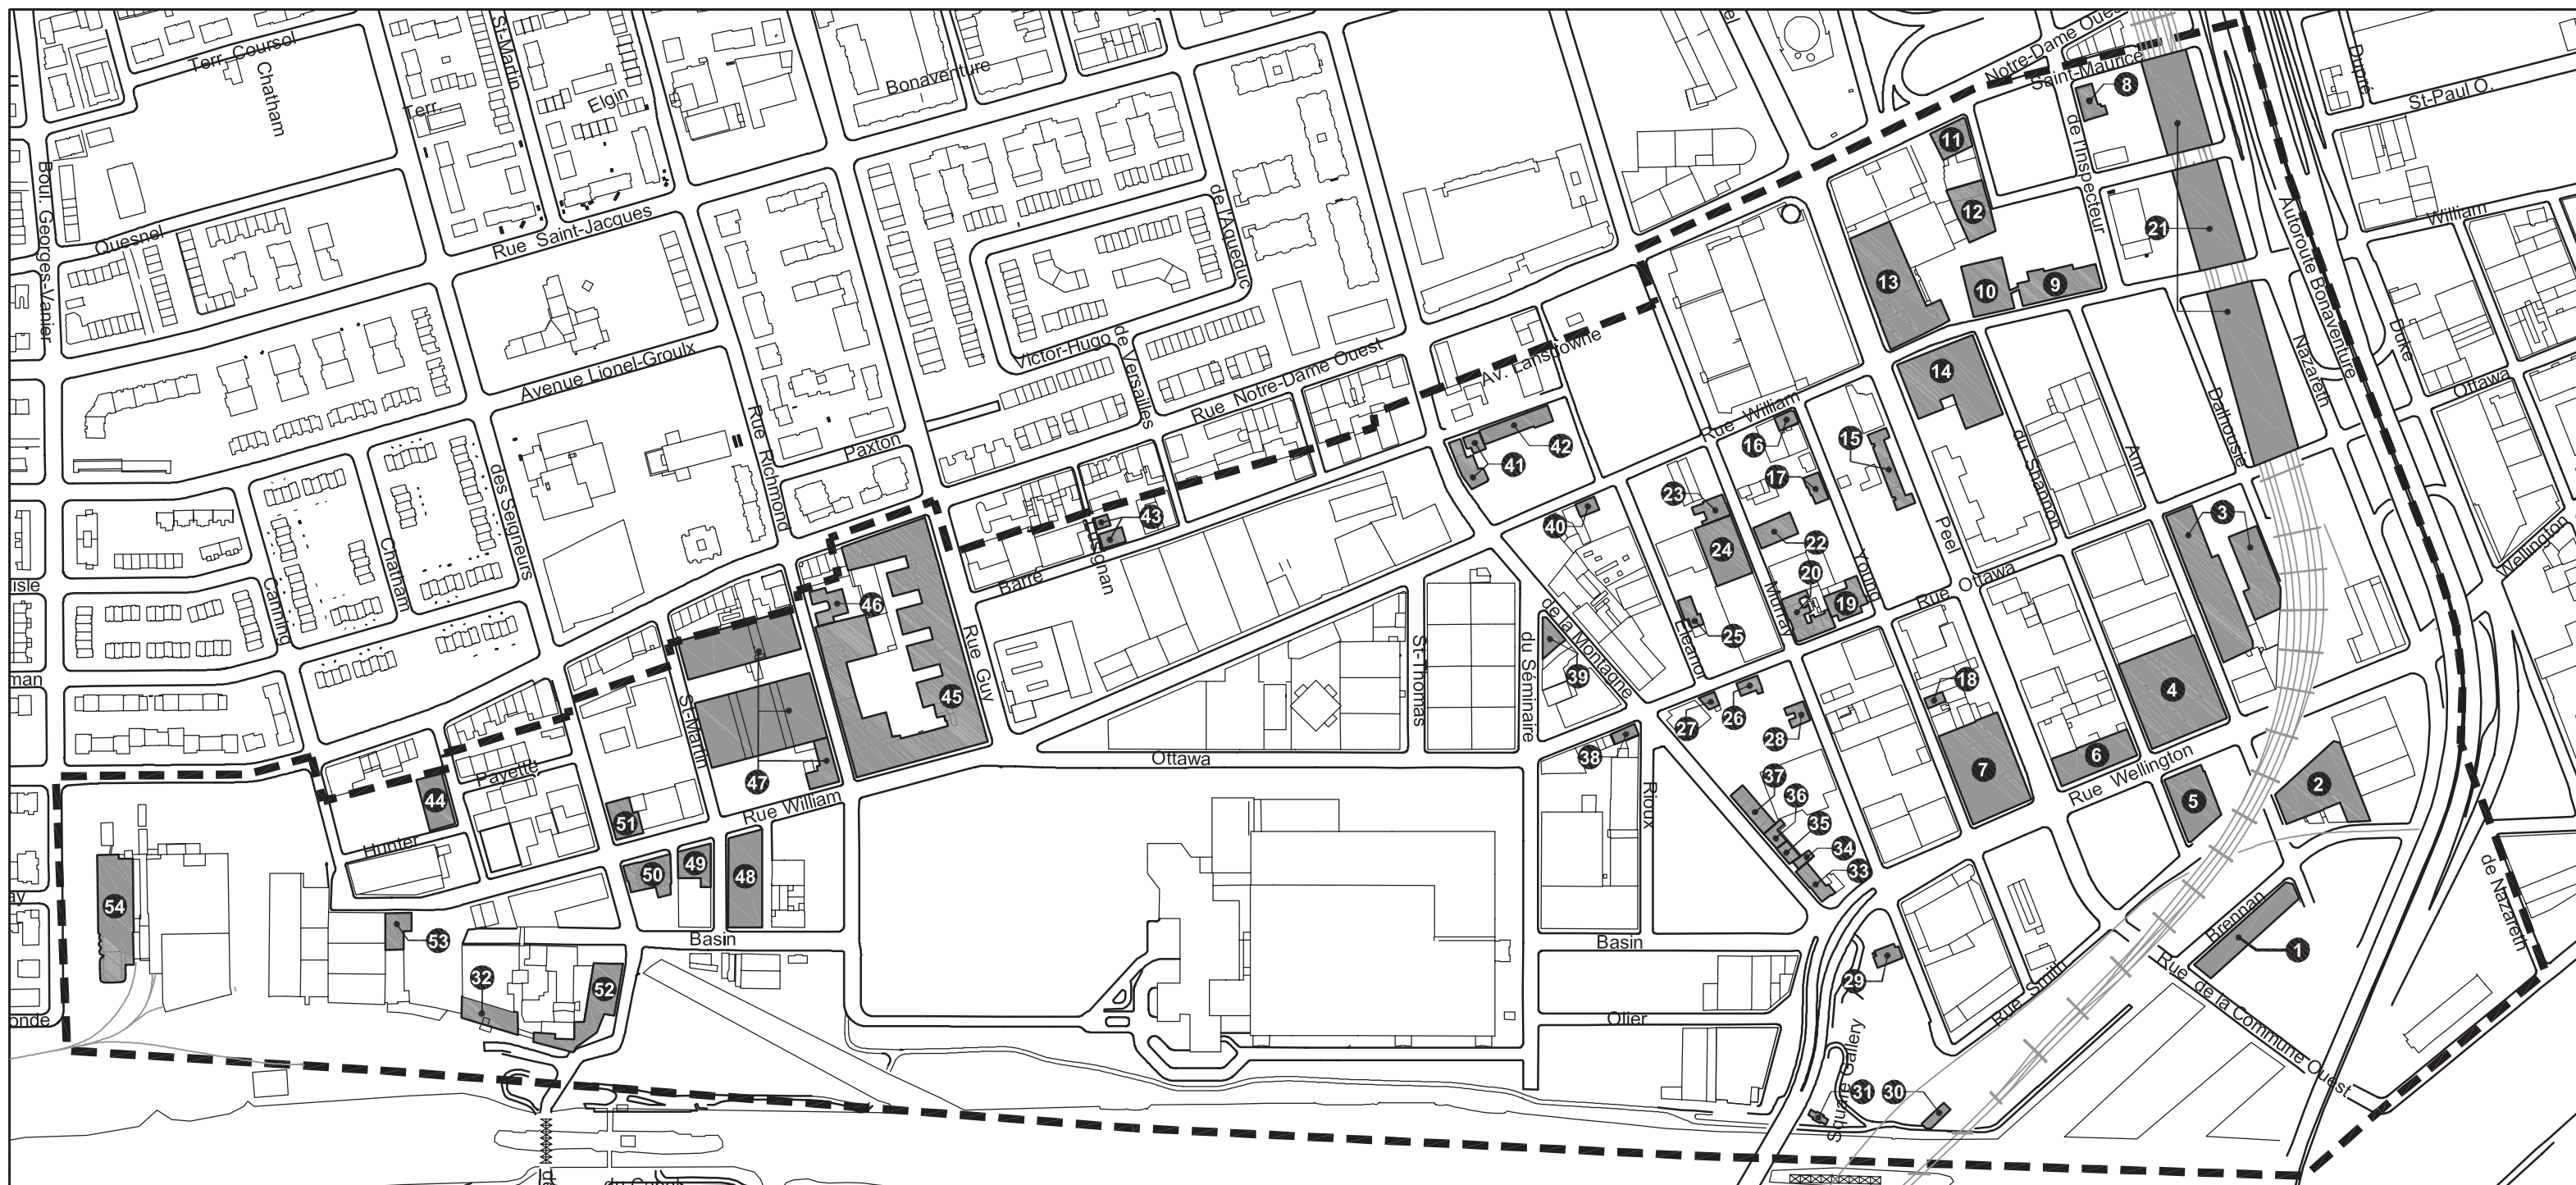 Terr. Coursol
Chatham
St-Martin
Terr.
Elgin
Bonaventure
Notre-Dame Oues
Saint-Maurice
8
Dupré
St-Paul O.
Boul. Georges-Vanier
Quesnel
Rue Saint-Jacques
de l'Aqueduc
11
de l'Inspecteur
12
21
William
Autoroute Bonaventure
13
10
9
Victor-Hugo
de Versailles
Rue Notre-Dame Ouest
Av. Lansdowne
Avenue Lionel-Groulx
14
Nazareth
Duke
Ottawa
Dalhousie
Rue Richmond
Paxton
Rue William
16
15
42
41
17
du Shannon
Ann
des Seigneurs
23
40
43
Lusignan
Barré
24
22
20
Young
Peel
3
Wellington
isle
Canning
Chatham
46
Murray
19
Rue Ottawa
de la Montagne
Eleanor
25
Rue Guy
St-Thomas
du Séminaire
39
man
St-Martin
45
27
26
28
18
4
47
Ottawa
38
7
6
Rue Wellington
44
Payette
Rioux
37
36
35
34
33
5
2
51
Rue William
Hunter
50
49
48
ay
54
53
Basin
Basin
29
Brennan
1
de Nazareth
32
52
Rue Smith
Rue de la Commune Ouest
onde
Olier
31
30
Square Gallery